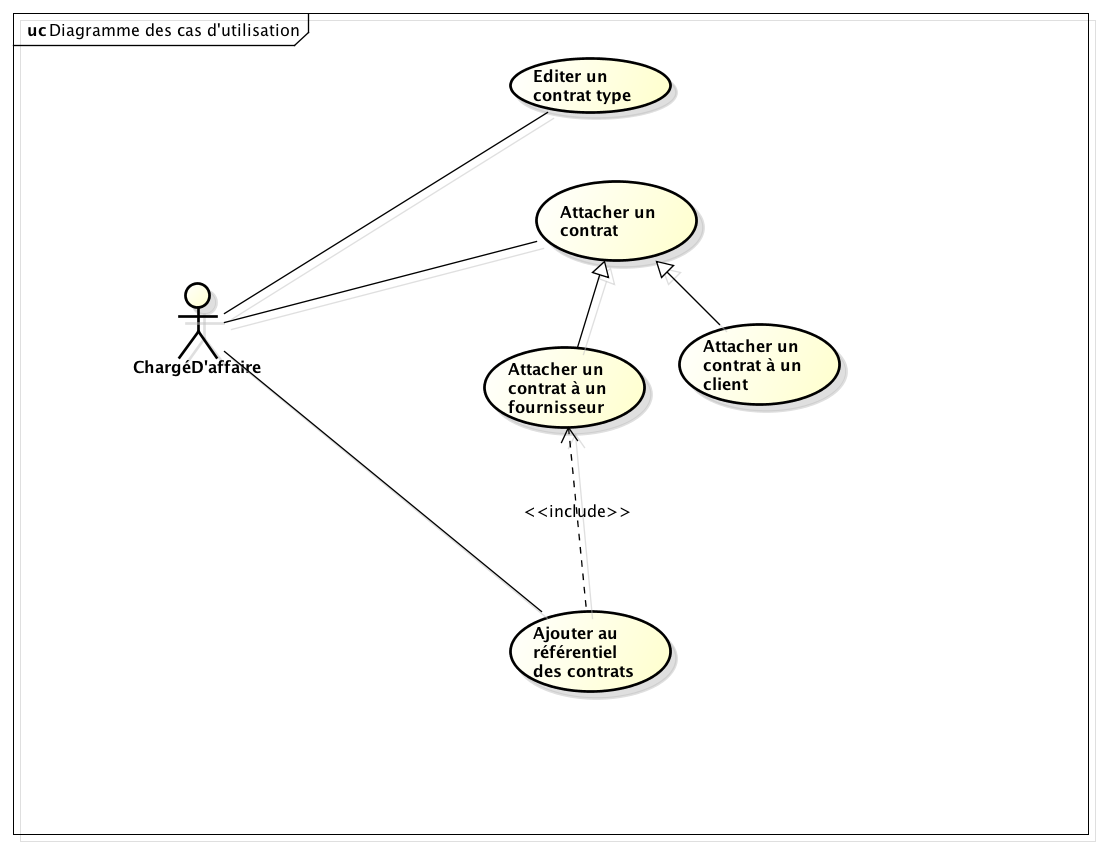 uc Diagramme des cas d'utilisation
Editer un
contrat type
Attacher un
contrat
ChargéD'affaire
Attacher un
contrat à un
fournisseur
Attacher un
contrat à un
client
<<include>>
Ajouter au
référentiel
des contrats